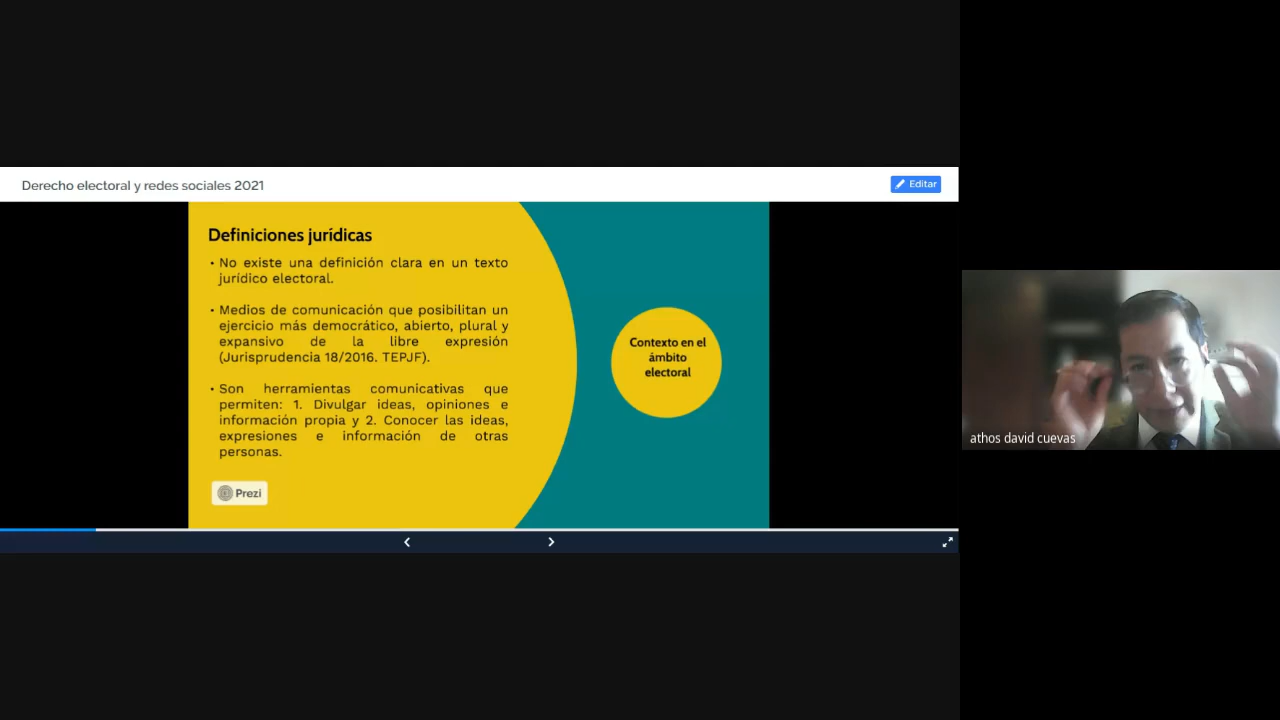 Derecho electoral y redes sociales 2021
Editar
Definiciones jurídicas
• No existe una definición clara en un texto
jurídico electoral.
• Medios de comunicación que posibilitan un
ejercicio más democrático, abierto, plural y
expansivo de la libre expresión
(Jurisprudencia 18/2016. TEPJF).
• Son herramientas comunicativas que
permiten: 1. Divulgar ideas, opiniones e
información propia y 2. Conocer las ideas,
expresiones e información de otras
personas.
Prezi
Contexto en el
ámbito
electoral
athos david cuevas